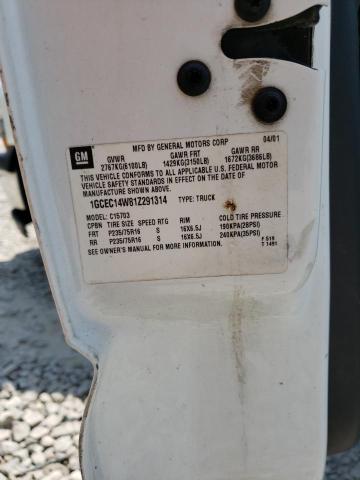 GM
MFD BY GENERAL MOTORS CORP 04/01
GVWR GAWR FRT GAWR RR
2767KG(6100LB) 1429KG(3150LB) 1672KG(3686LB)
THIS VEHICLE CONFORMS TO ALL APPLICABLE U.S. FEDERAL MOTOR
VEHICLE SAFETY STANDARDS IN EFFECT ON THE DATE OF
MANUFACTURE SHOWN ABOVE.
1GCEC14W81Z291314 TYPE: TRUCK
MODEL: C15703
CPBN TIRE SIZE SPEED RTG RIM COLD TIRE PRESSURE
FRT P235/75R16 S 16X6.5J 190KPA(28PSI)
RR P235/75R16 S 16X6.5J 240KPA(35PSI)
SEE OWNER'S MANUAL FOR MORE INFORMATION.